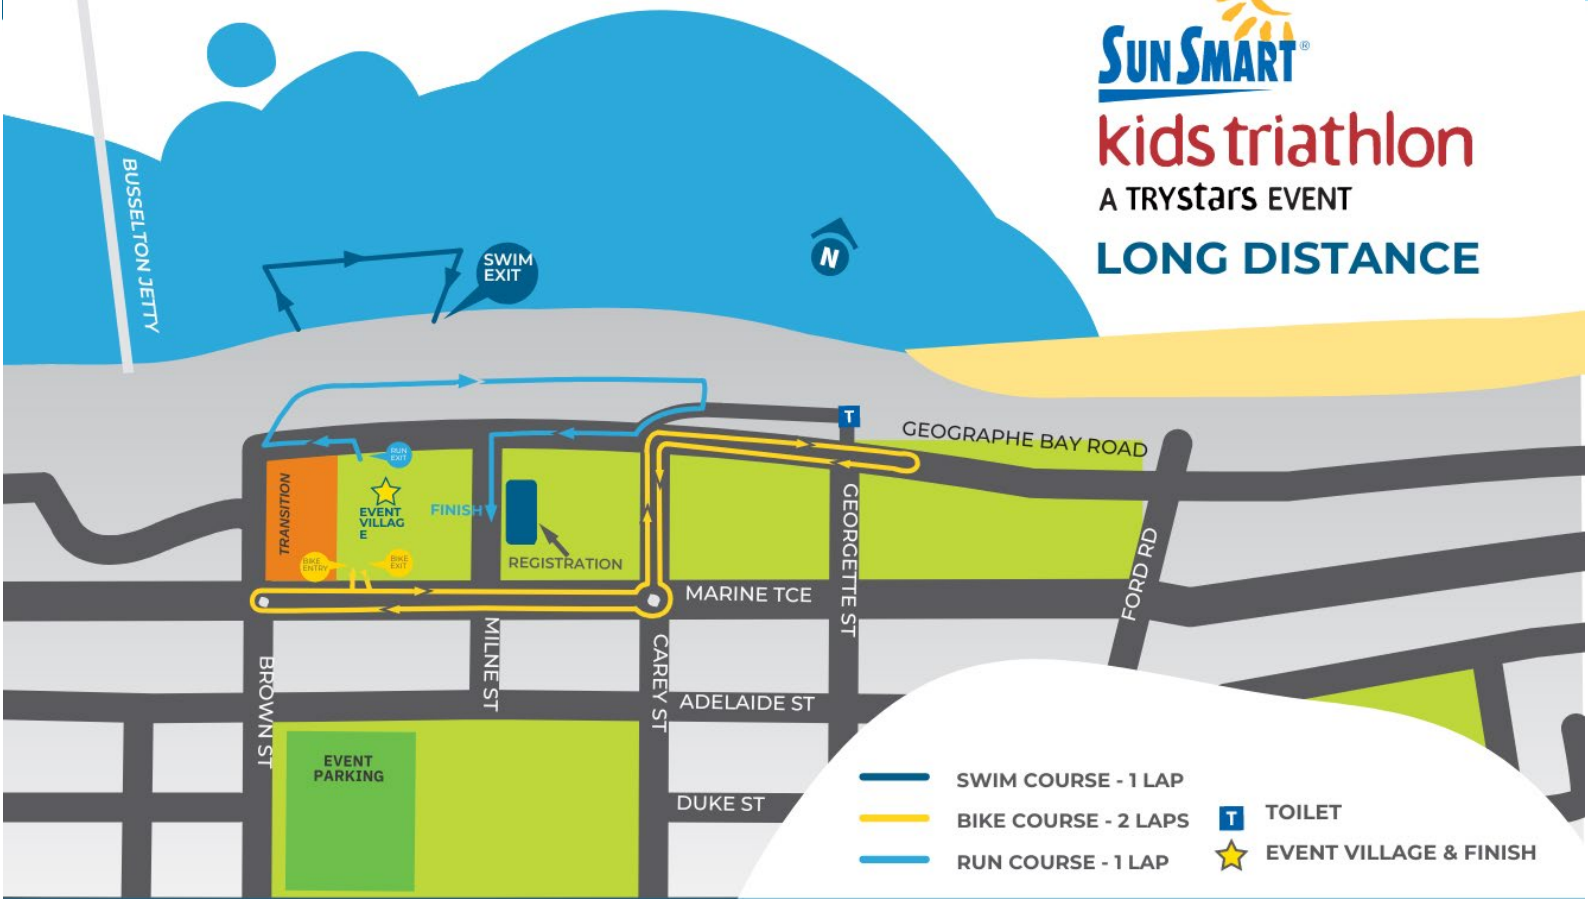 SUNSMART®
kids triathlon
A TRYstars EVENT
LONG DISTANCE
BUSSELTON JETTY
SWIM
EXIT
N
T
GEOGRAPHE BAY ROAD
RUN
EXIT
TRANSITION
EVENT
VILLAG
E
FINISH
REGISTRATION
BIKE
ENTRY
BIKE
EXIT
MARINE TCE
GEORGETTE ST
FORD RD
BROWN ST
MILNE ST
CAREY ST
ADELAIDE ST
EVENT
PARKING
DUKE ST
SWIM COURSE - 1 LAP
BIKE COURSE - 2 LAPS
RUN COURSE - 1 LAP
T TOILET
EVENT VILLAGE & FINISH